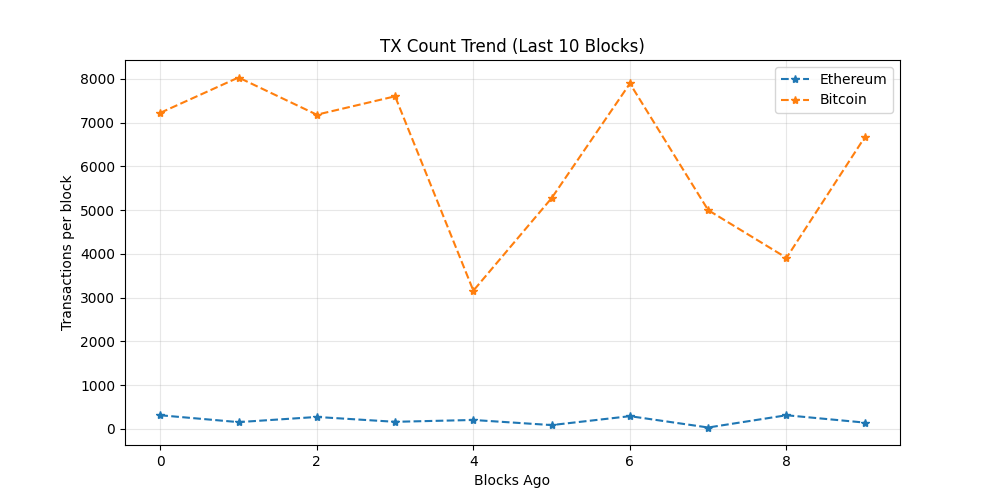 TX Count Trend (Last 10 Blocks)
Ethereum
Bitcoin
Transactions per block
8000
7000
6000
5000
4000
3000
2000
1000
0
0 2 4 6 8
Blocks Ago